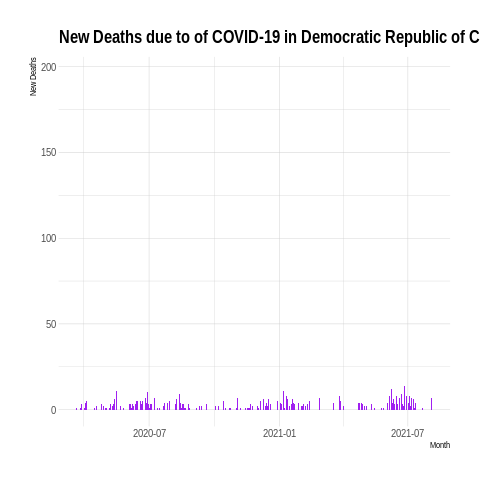 New Deaths due to of COVID-19 in Democratic Republic of C
New Deaths
200
150
100
50
0
2020-07
2021-01
2021-07
Month